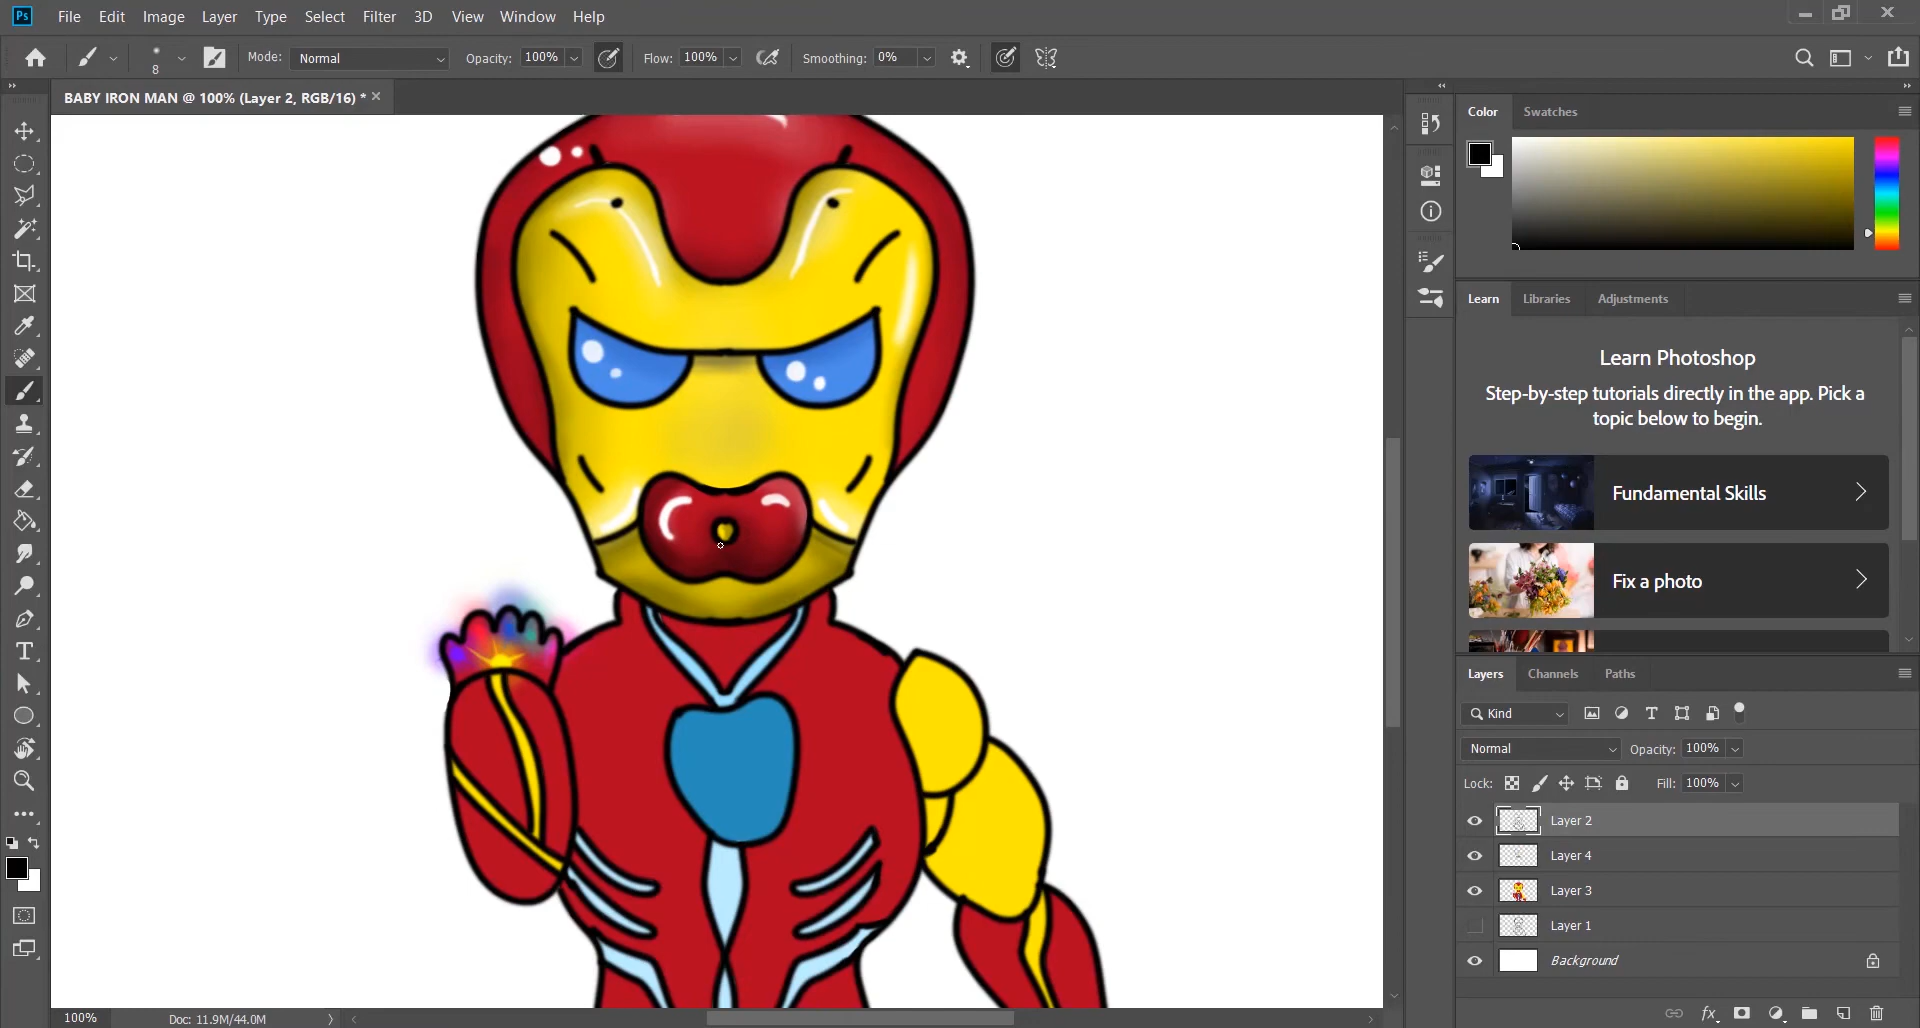 Ps File Edit Image Layer Type Select Filter 3D View Window Help
8 Mode: Normal Opacity: 100% Flow: 100% Smoothing: 0%
BABY IRON MAN @ 100% (Layer 2, RGB/16) *
Color Swatches
Learn Libraries Adjustments
Learn Photoshop
Step-by-step tutorials directly in the app. Pick a
topic below to begin.
Fundamental Skills
Fix a photo
Layers Channels Paths
Kind
Normal Opacity: 100%
Lock: Fill: 100%
Layer 2
Layer 4
Layer 3
Layer 1
Background
fx
100% Doc: 11.9M/44.0M